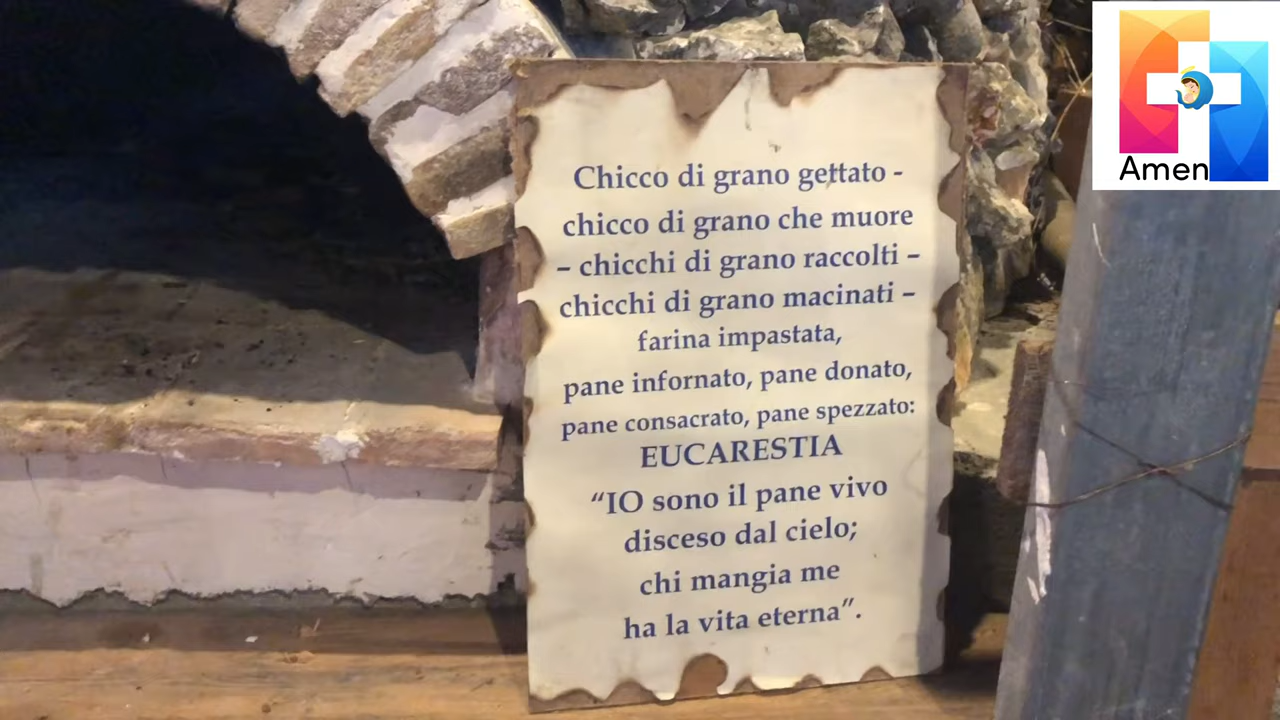 Chicco di grano gettato -
chicco di grano che muore
– chicchi di grano raccolti –
chicchi di grano macinati –
farina impastata,
pane infornato, pane donato,
pane consacrato, pane spezzato:
EUCARESTIA
“IO sono il pane vivo
disceso dal cielo;
chi mangia me
ha la vita eterna”.
Amen